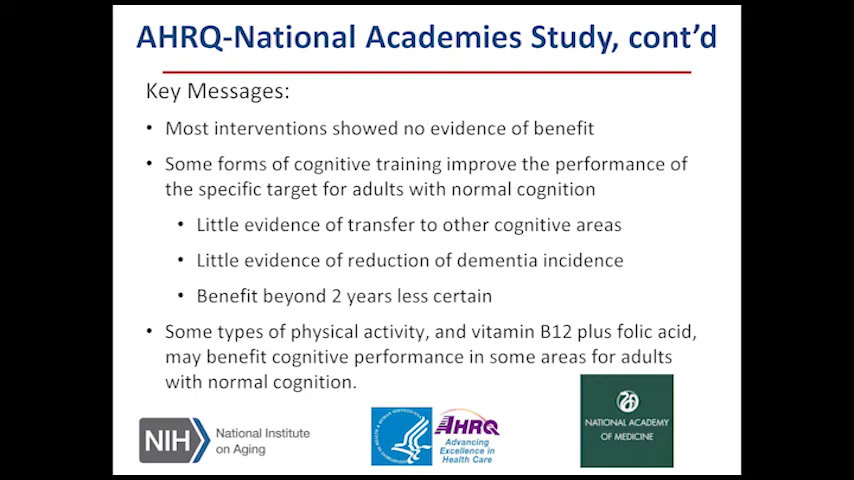 AHRQ-National Academies Study, cont’d
Key Messages:
• Most interventions showed no evidence of benefit
• Some forms of cognitive training improve the performance of
the specific target for adults with normal cognition
• Little evidence of transfer to other cognitive areas
• Little evidence of reduction of dementia incidence
• Benefit beyond 2 years less certain
• Some types of physical activity, and vitamin B12 plus folic acid,
may benefit cognitive performance in some areas for adults
with normal cognition.
NIH
National Institute
on Aging
AHRQ
Advancing
Excellence in
Health Care
NATIONAL ACADEMY
OF MEDICINE